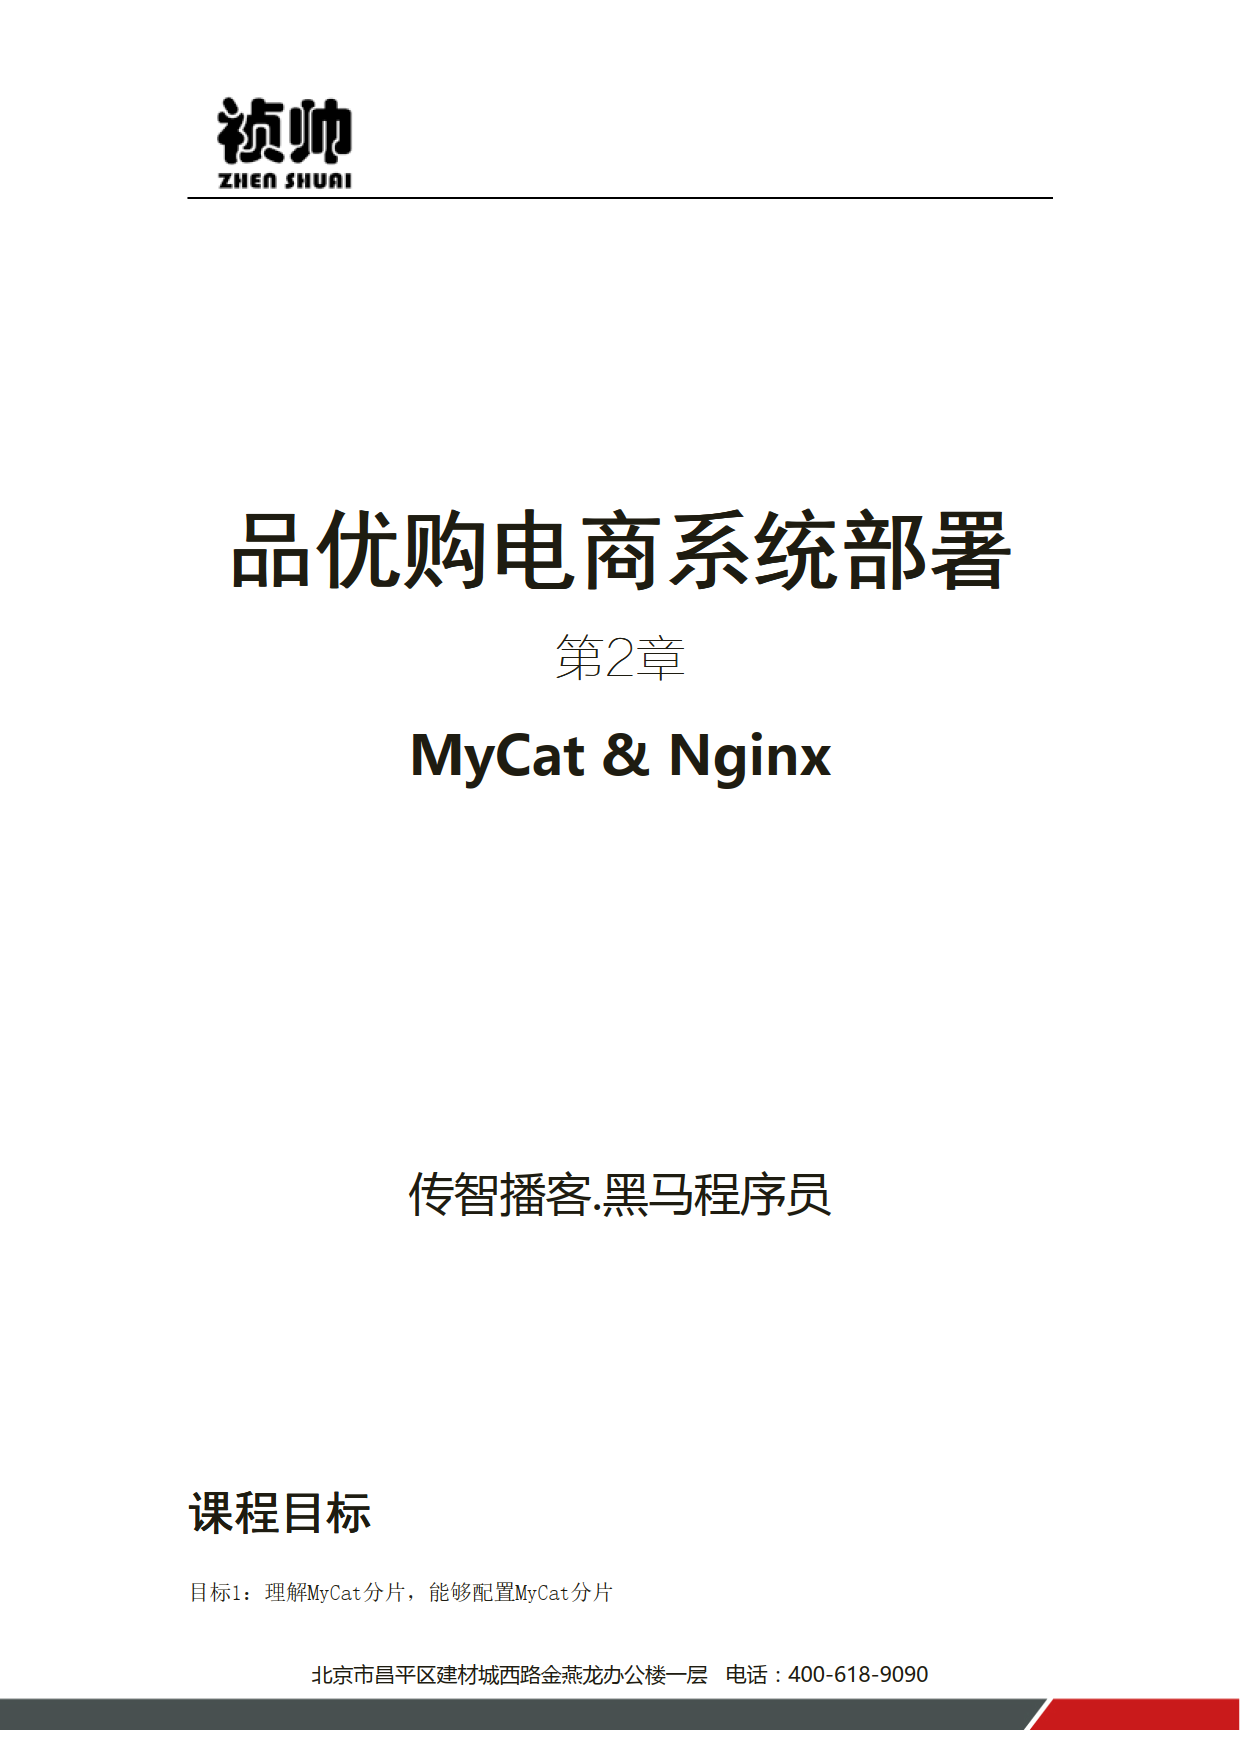 祯帅
ZHEN SHUAI
品优购电商系统部署
第2章
MyCat & Nginx
传智播客.黑马程序员
课程目标
目标1：理解MyCat分片，能够配置MyCat分片
北京市昌平区建材城西路金燕龙办公楼一层 电话：400-618-9090